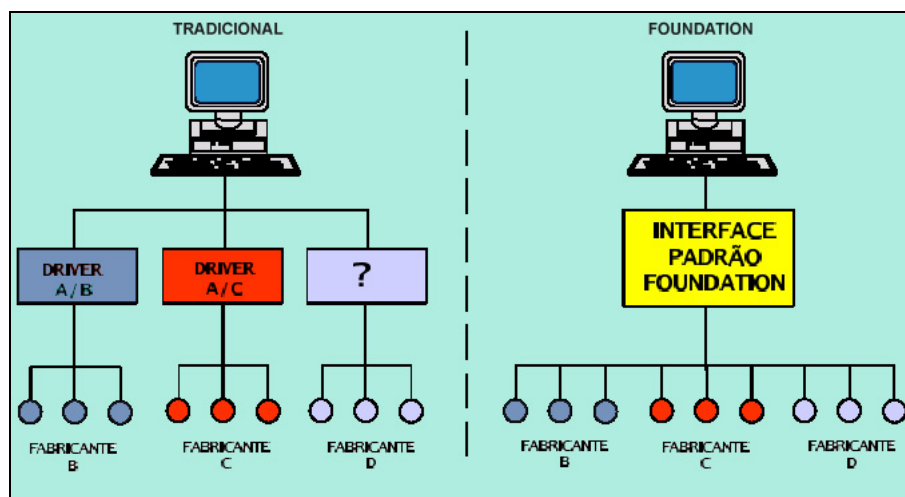 TRADICIONAL
FOUNDATION
DRIVER
A/B
DRIVER
A/C
?
INTERFACE
PADRÃO
FOUNDATION
FABRICANTE
B
FABRICANTE
C
FABRICANTE
D
FABRICANTE
B
FABRICANTE
C
FABRICANTE
D